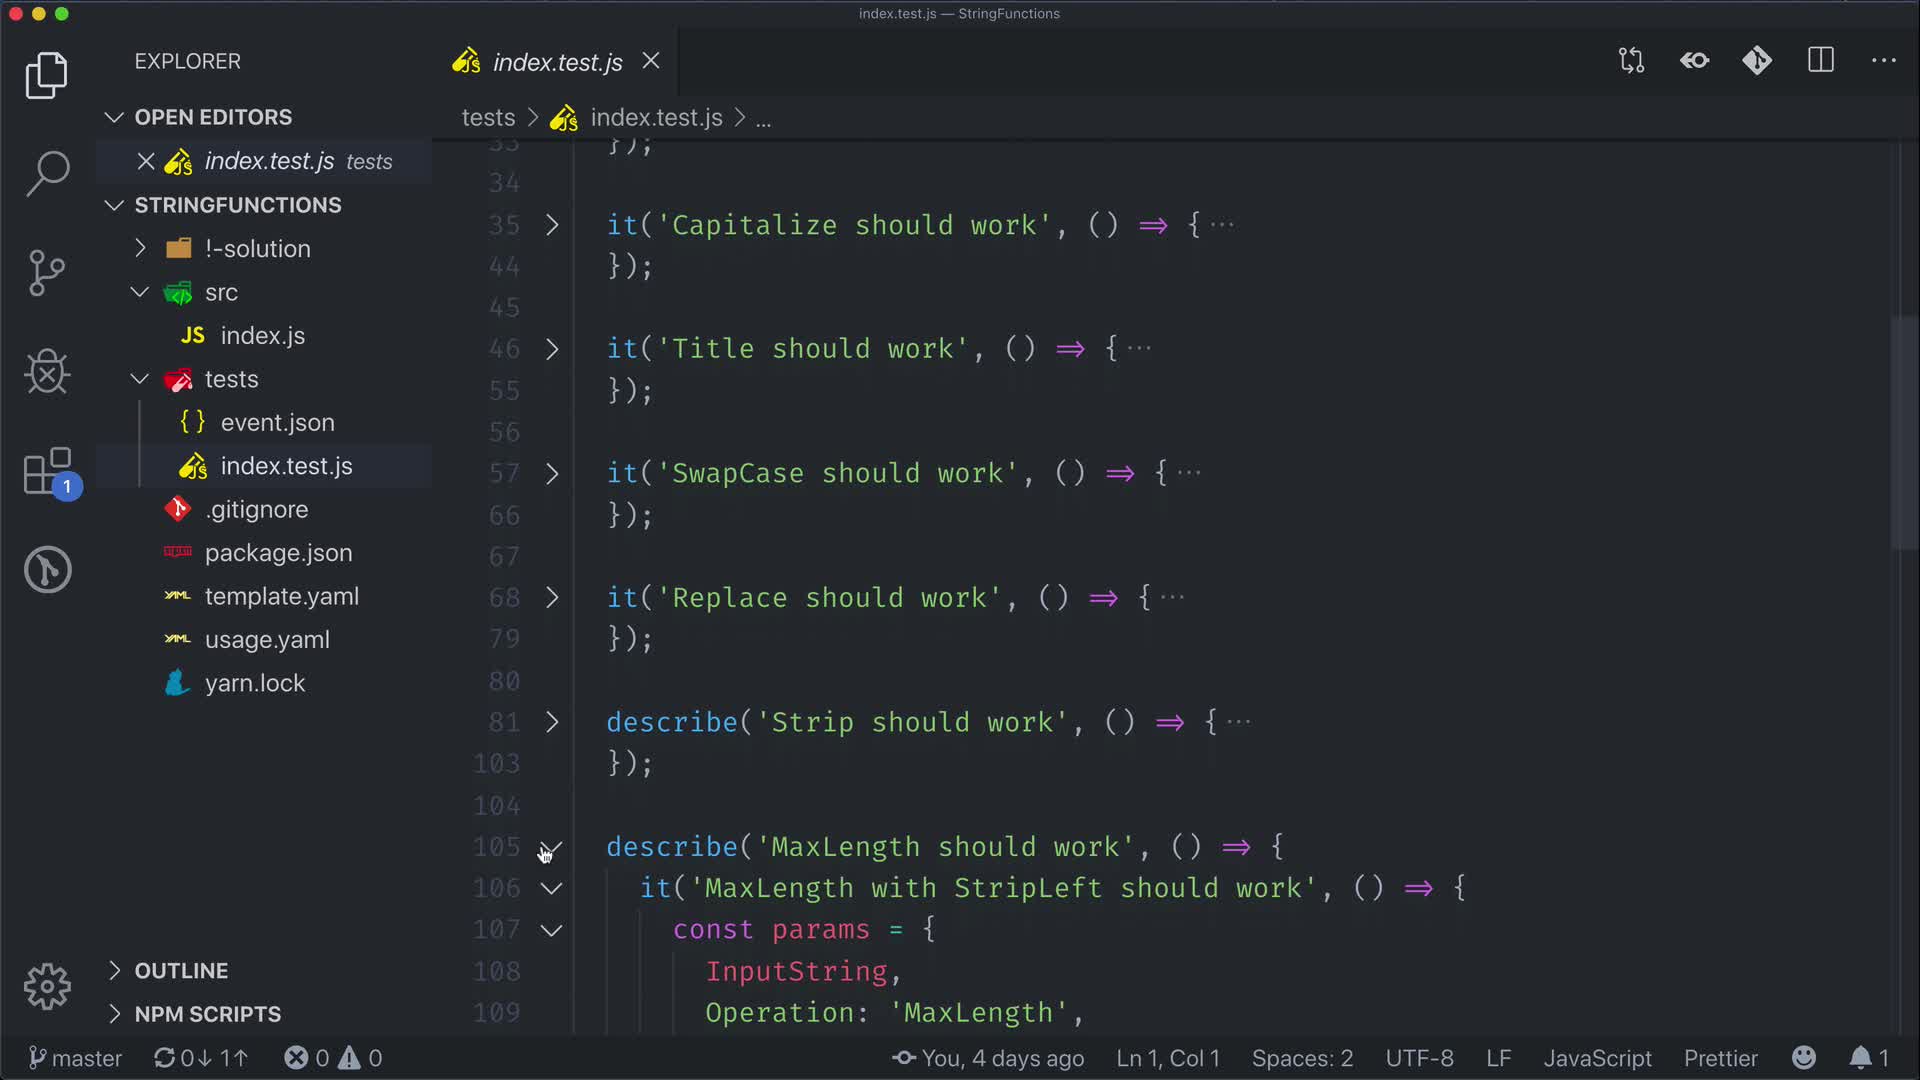 index.test.js — StringFunctions
EXPLORER
OPEN EDITORS
index.test.js tests
STRINGFUNCTIONS
!-solution
src
JS index.js
tests
{ } event.json
index.test.js
.gitignore
package.json
YAML template.yaml
YAML usage.yaml
yarn.lock
OUTLINE
NPM SCRIPTS
1
JS index.test.js
tests > JS index.test.js > ...
33 });
34
35 it('Capitalize should work', () => { ···
44 });
45
46 it('Title should work', () => { ···
55 });
56
57 it('SwapCase should work', () => { ···
66 });
67
68 it('Replace should work', () => { ···
79 });
80
81 describe('Strip should work', () => { ···
103 });
104
105 describe('MaxLength should work', () => {
106 it('MaxLength with StripLeft should work', () => {
107 const params = {
108 InputString,
109 Operation: 'MaxLength',
master 0↓ 1↑ 0 0 You, 4 days ago Ln 1, Col 1 Spaces: 2 UTF-8 LF JavaScript Prettier 1